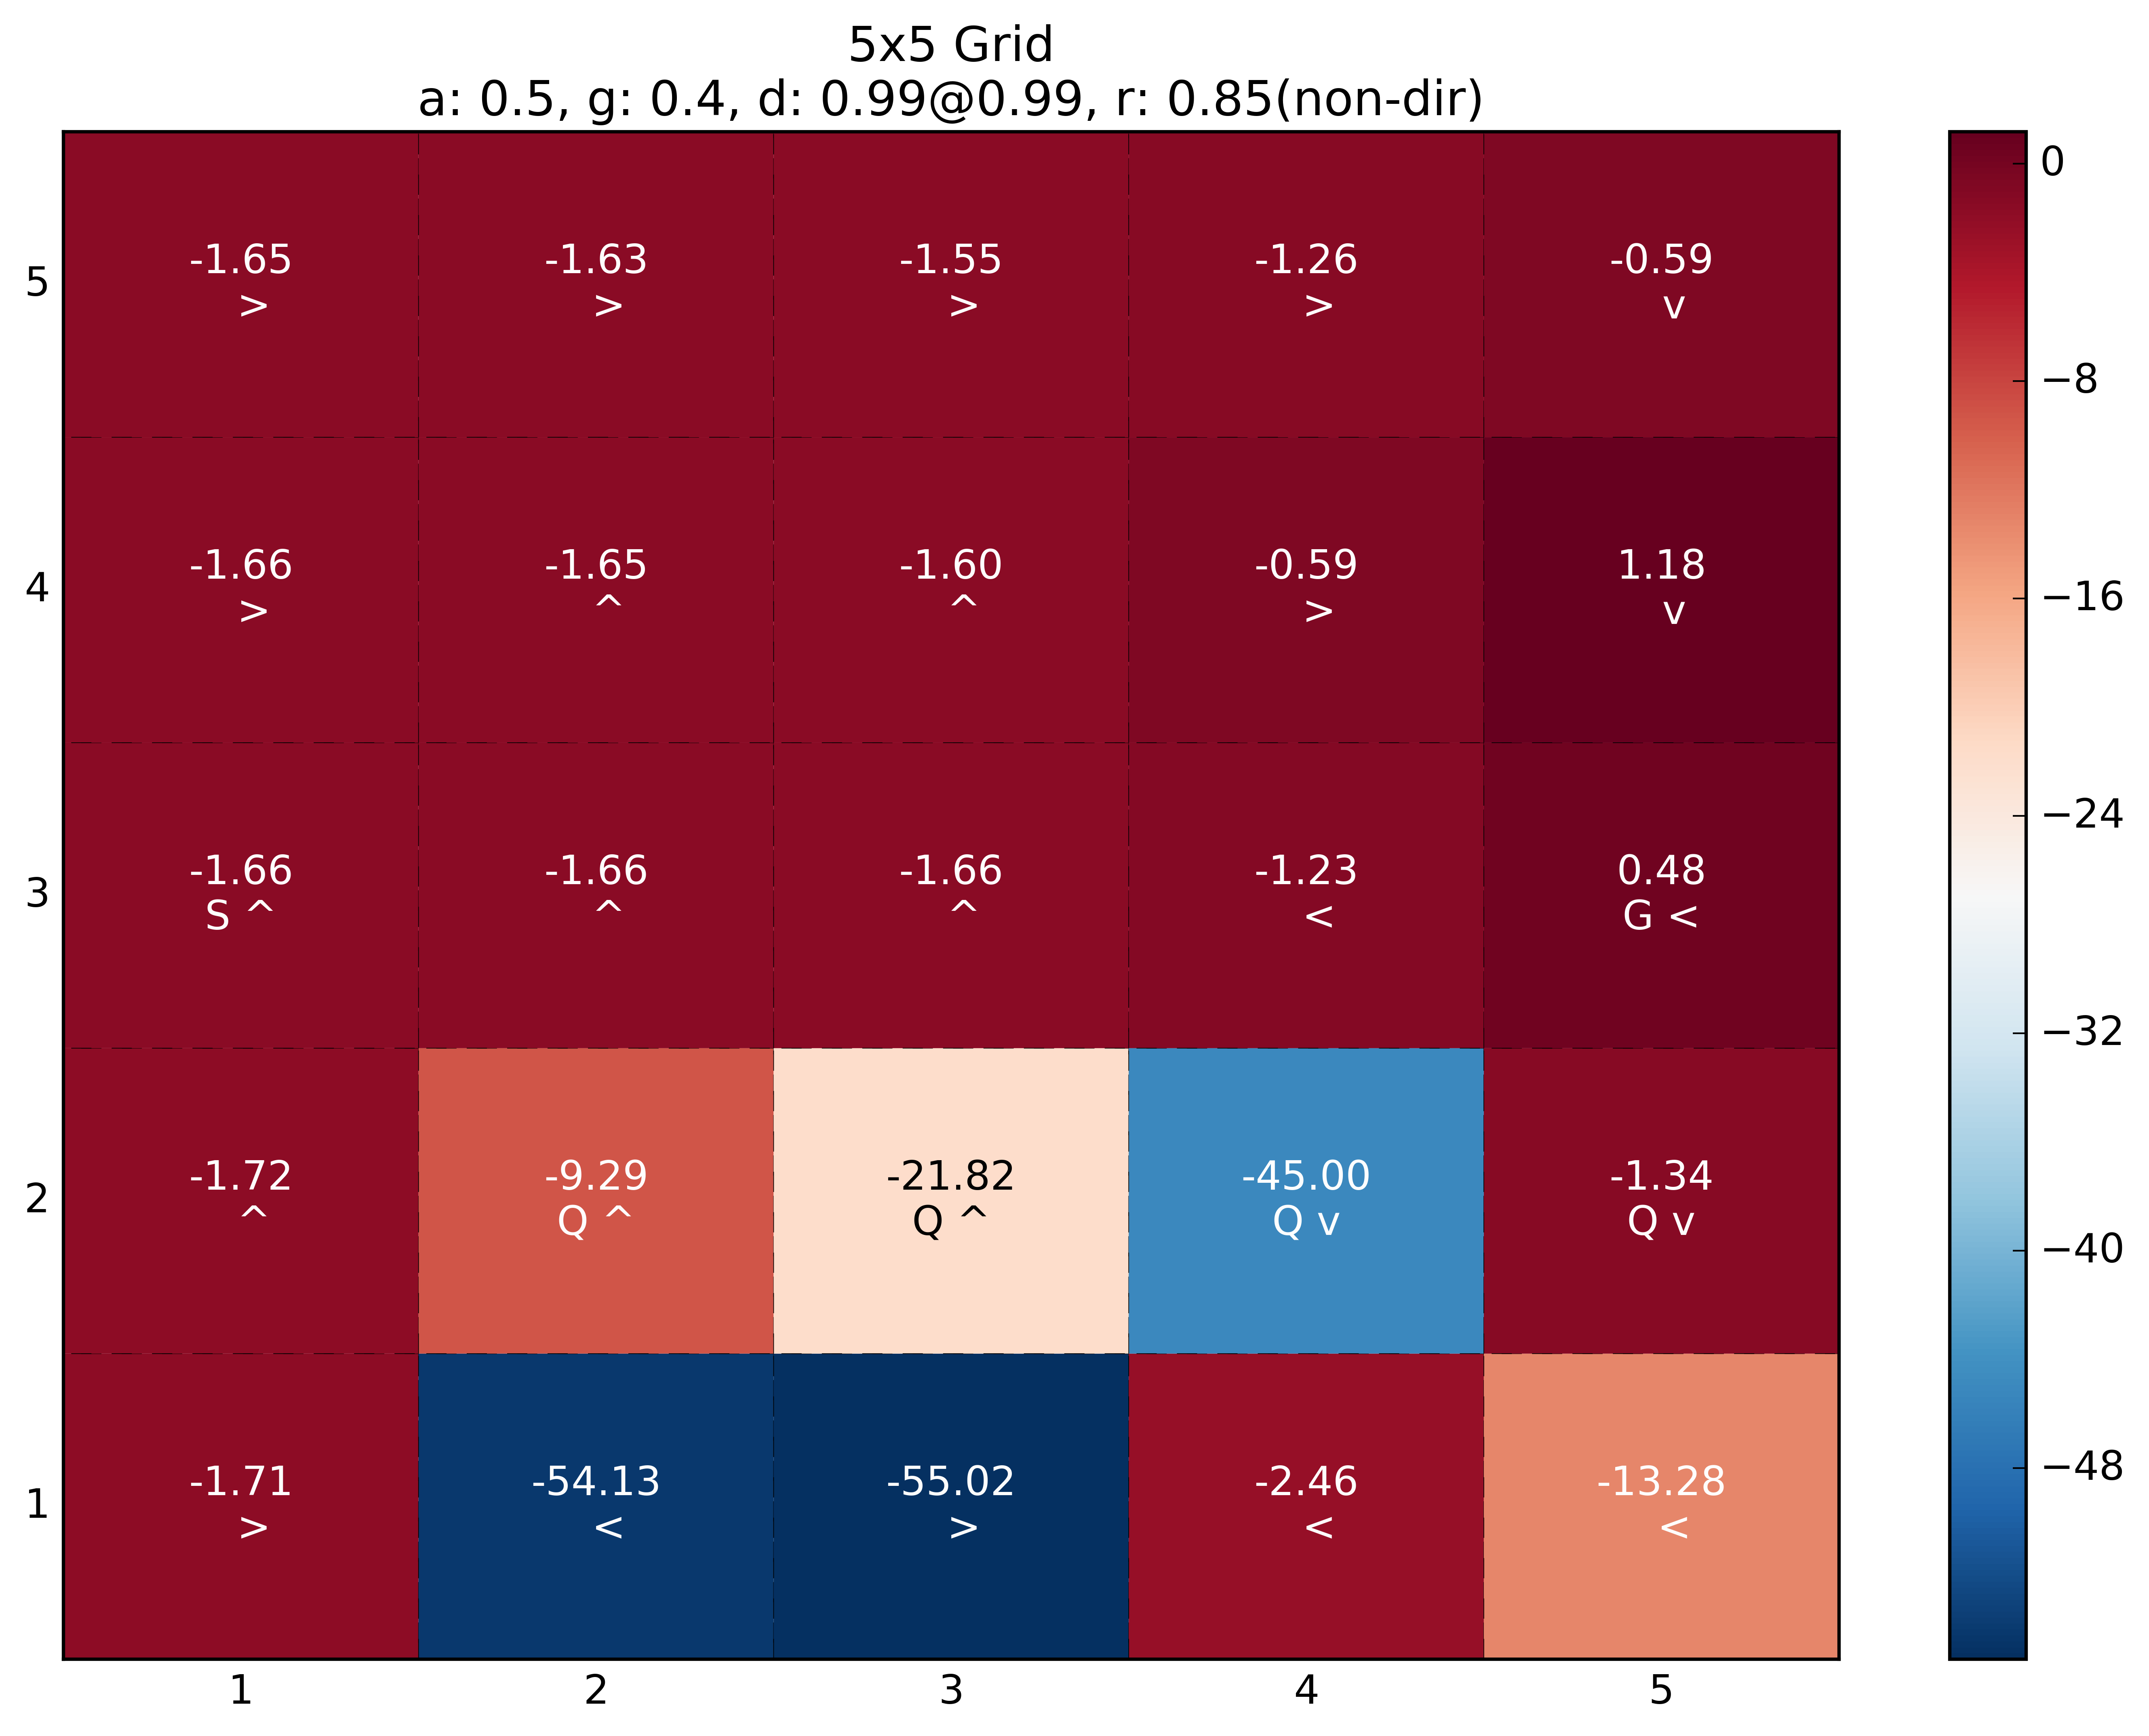 5x5 Grid
a: 0.5, g: 0.4, d: 0.99@0.99, r: 0.85(non-dir)
5 -1.65 -1.63 -1.55 -1.26 -0.59
> > > > v
4 -1.66 -1.65 -1.60 -0.59 1.18
> ^ ^ > v
3 -1.66 -1.66 -1.66 -1.23 0.48
S ^ ^ ^ < G <
2 -1.72 -9.29 -21.82 -45.00 -1.34
^ Q ^ Q ^ Q v Q v
1 -1.71 -54.13 -55.02 -2.46 -13.28
> < > < <
1 2 3 4 5
0
−8
−16
−24
−32
−40
−48